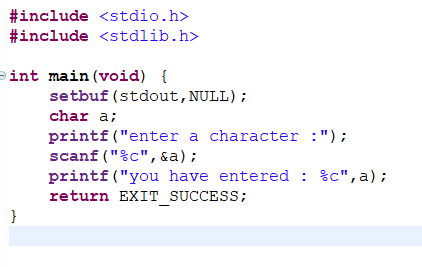 #include <stdio.h>
#include <stdlib.h>

int main(void) {
    setbuf(stdout,NULL);
    char a;
    printf("enter a character :");
    scanf("%c",&a);
    printf("you have entered : %c",a);
    return EXIT_SUCCESS;
}